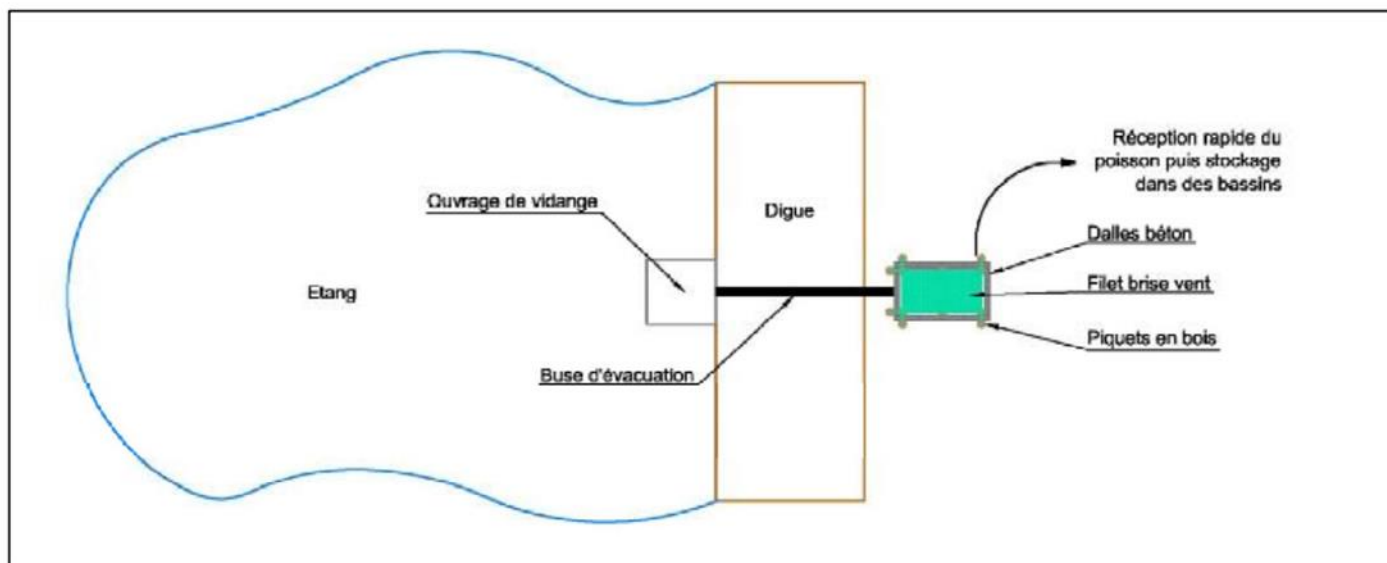 Réception rapide du
poisson puis stockage
dans des bassins
Ouvrage de vidange
Digue
Dalles béton
Etang
Filet brise vent
Piquets en bois
Buse d'évacuation